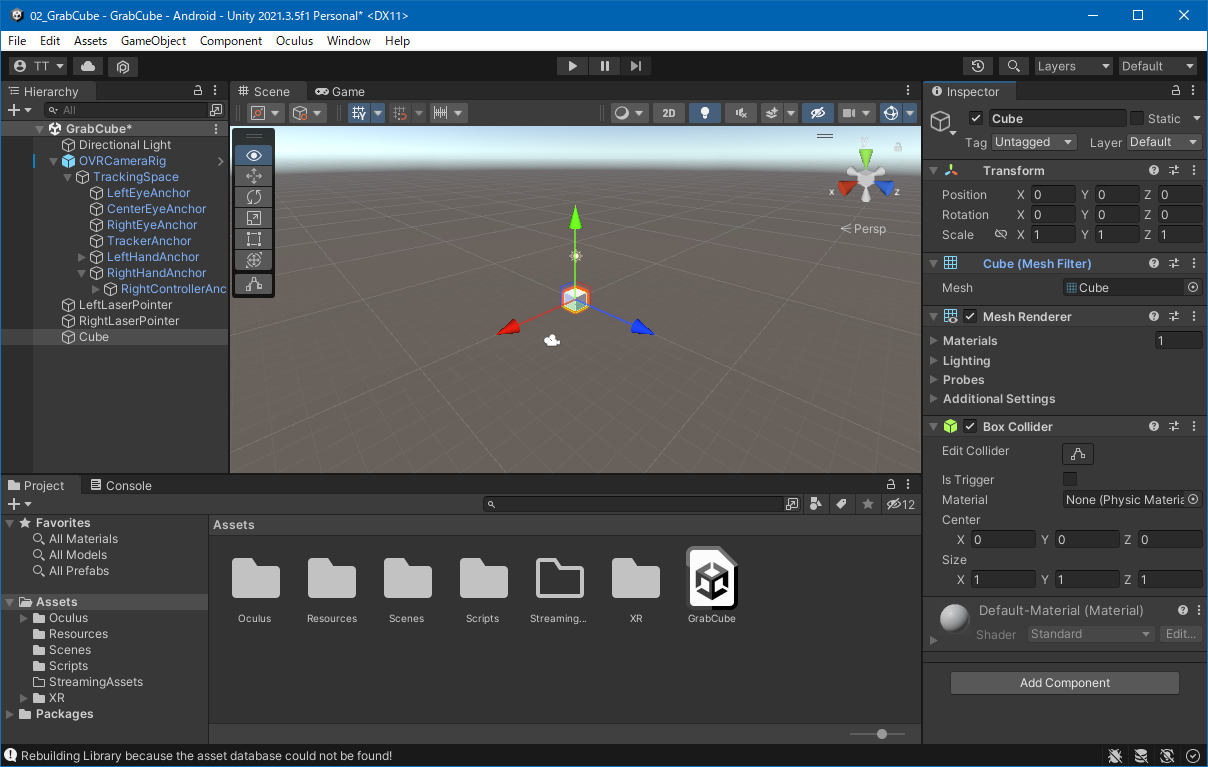 02_GrabCube - GrabCube - Android - Unity 2021.3.5f1 Personal* <DX11>
File Edit Assets GameObject Component Oculus Window Help
TT Layers Default
Hierarchy
All
GrabCube*
Directional Light
OVRCameraRig
TrackingSpace
LeftEyeAnchor
CenterEyeAnchor
RightEyeAnchor
TrackerAnchor
LeftHandAnchor
RightHandAnchor
RightControllerAnc
LeftLaserPointer
RightLaserPointer
Cube
Scene Game
2D
y
x z
Persp
Inspector
Cube Static
Tag Untagged Layer Default
Transform
Position X 0 Y 0 Z 0
Rotation X 0 Y 0 Z 0
Scale X 1 Y 1 Z 1
Cube (Mesh Filter)
Mesh Cube
Mesh Renderer
Materials 1
Lighting
Probes
Additional Settings
Box Collider
Edit Collider
Is Trigger
Material None (Physic Materia
Center
X 0 Y 0 Z 0
Size
X 1 Y 1 Z 1
Default-Material (Material)
Shader Standard Edit...
Add Component
Project Console
12
Favorites
All Materials
All Models
All Prefabs
Assets
Oculus
Resources
Scenes
Scripts
StreamingAssets
XR
Packages
Assets
Oculus Resources Scenes Scripts Streaming... XR GrabCube
Rebuilding Library because the asset database could not be found!